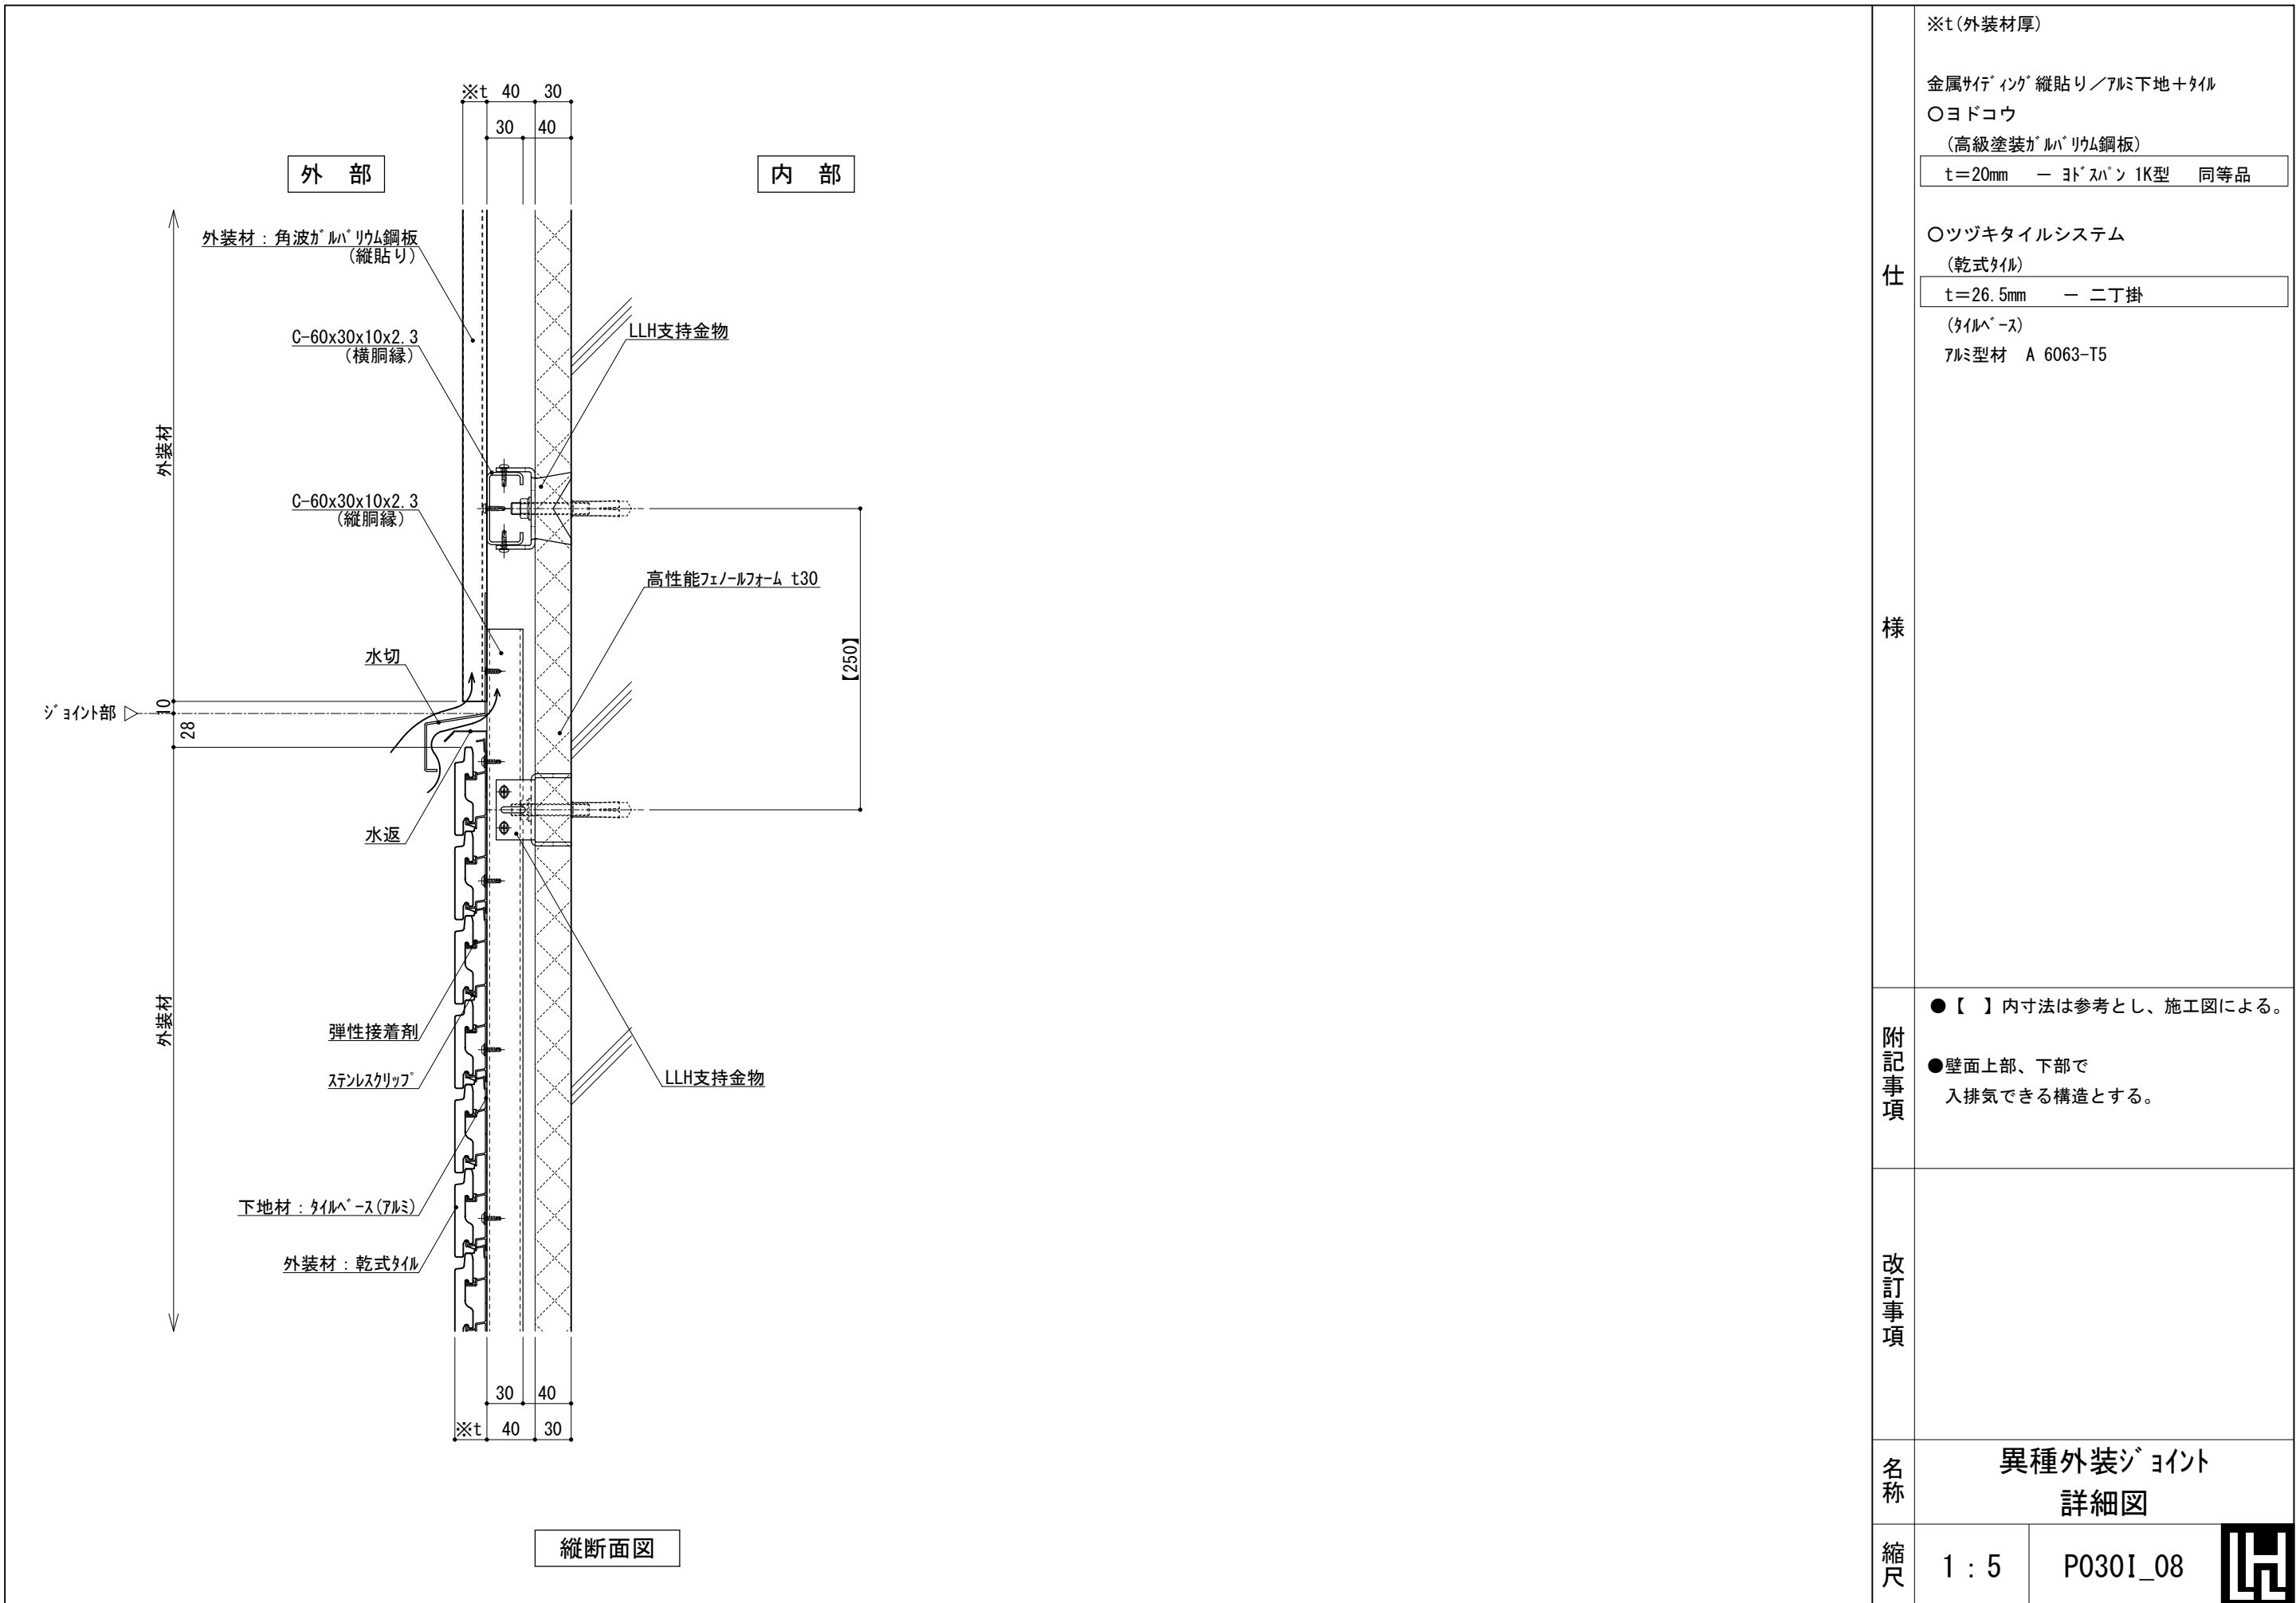 ※t 40 30
30 40
外 部
内 部
外装材：角波ガルバリウム鋼板
(縦貼り)
C-60x30x10x2.3
(横胴縁)
LLH支持金物
外装材
C-60x30x10x2.3
(縦胴縁)
高性能フェノールフォーム t30
【250】
水切
ジョイント部
10
28
水返
外装材
弾性接着剤
ステンレスクリップ
LLH支持金物
下地材：タイルベース(アルミ)
外装材：乾式タイル
30 40
※t 40 30
縦断面図
仕様
※t(外装材厚)
金属サイディング縦貼り／アルミ下地＋タイル
○ヨドコウ
(高級塗装ガルバリウム鋼板)
t＝20mm － ヨドスパン 1K型 同等品
○ツヅキタイルシステム
(乾式タイル)
t＝26.5mm － 二丁掛
(タイルベース)
アルミ型材 A 6063-T5
附記事項
●【 】内寸法は参考とし、施工図による。
●壁面上部、下部で
入排気できる構造とする。
改訂事項
名称
異種外装ジョイント
詳細図
縮尺
1：5
P030I_08